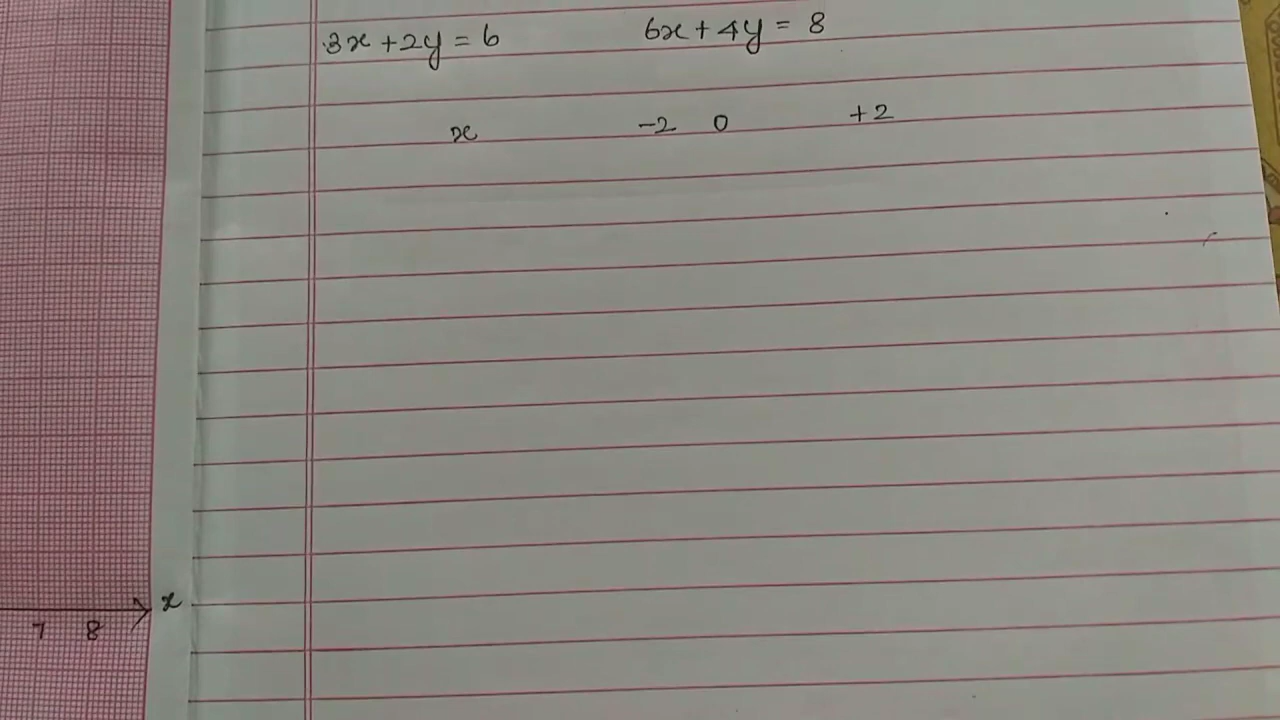 3x + 2y = 6 6x + 4y = 8
x -2 0 +2
x
7 8